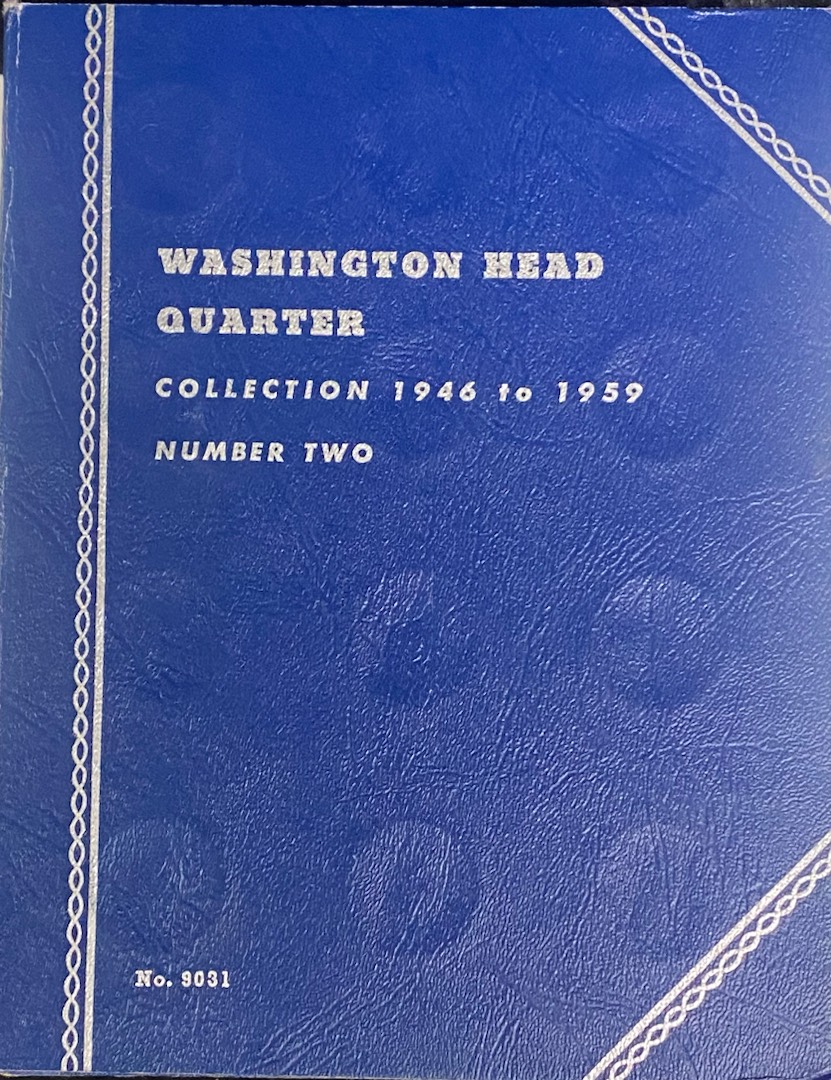 WASHINGTON HEAD
QUARTER
COLLECTION 1946 to 1959
NUMBER TWO
No. 9031